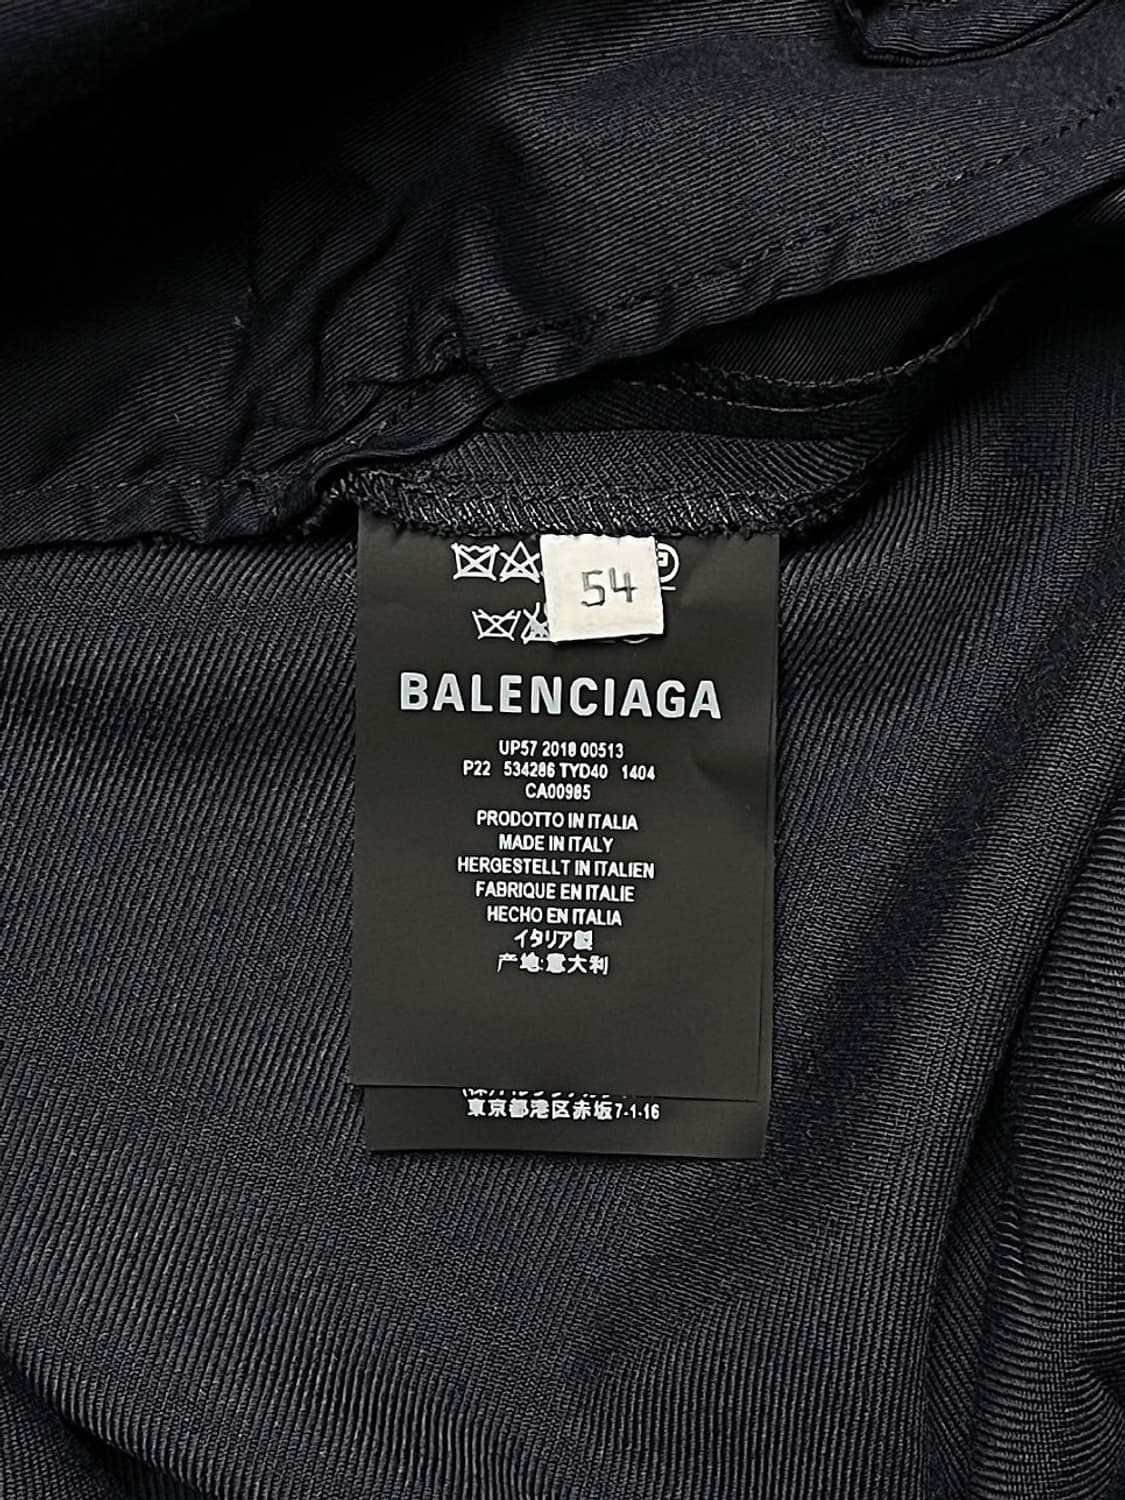 54
BALENCIAGA
UP57 2018 00513
P22 534286 TYD40 1404
CA00985
PRODOTTO IN ITALIA
MADE IN ITALY
HERGESTELLT IN ITALIEN
FABRIQUE EN ITALIE
HECHO EN ITALIA
イタリア製
产地:意大利
東京都港区赤坂7-1-16